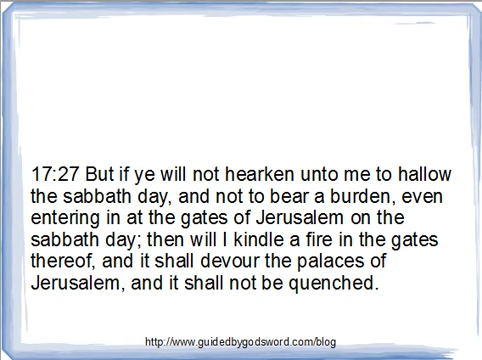 17:27 But if ye will not hearken unto me to hallow
the sabbath day, and not to bear a burden, even
entering in at the gates of Jerusalem on the
sabbath day; then will I kindle a fire in the gates
thereof, and it shall devour the palaces of
Jerusalem, and it shall not be quenched.
http://www.guidedbygodsword.com/blog